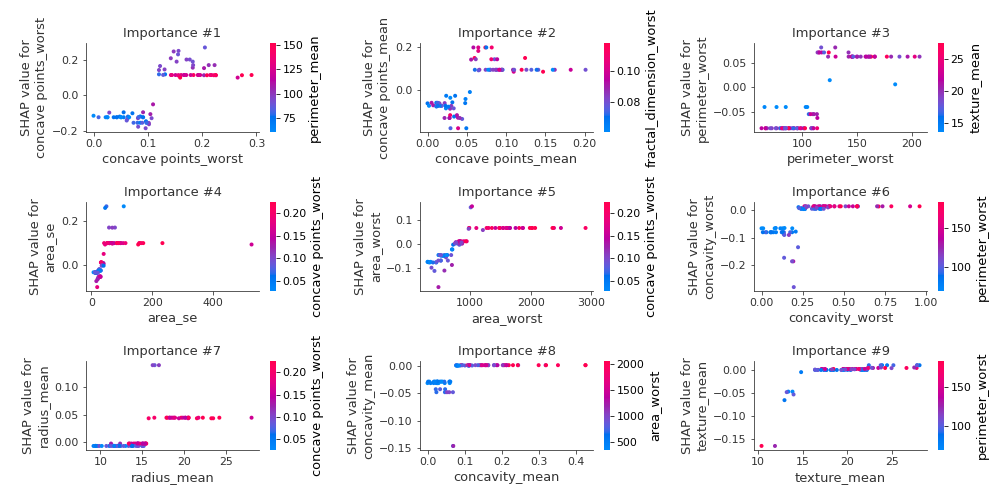 Importance #1
SHAP value for
concave points_worst
0.2
0.0
−0.2
0.0
0.1
0.2
0.3
concave points_worst
150
125
100
75
perimeter_mean
Importance #2
SHAP value for
concave points_mean
0.2
0.0
0.00
0.05
0.10
0.15
0.20
concave points_mean
0.10
0.08
fractal_dimension_worst
Importance #3
SHAP value for
perimeter_worst
0.05
0.00
−0.05
100
150
200
perimeter_worst
25
20
15
texture_mean
Importance #4
SHAP value for
area_se
0.2
0.0
0
200
400
area_se
0.20
0.15
0.10
0.05
concave points_worst
Importance #5
SHAP value for
area_worst
0.1
0.0
−0.1
1000
2000
3000
area_worst
0.20
0.15
0.10
0.05
concave points_worst
Importance #6
SHAP value for
concavity_worst
0.0
−0.1
−0.2
0.00
0.25
0.50
0.75
1.00
concavity_worst
150
100
perimeter_worst
Importance #7
SHAP value for
radius_mean
0.10
0.05
0.00
10
15
20
25
radius_mean
0.20
0.15
0.10
0.05
concave points_worst
Importance #8
SHAP value for
concavity_mean
0.00
−0.05
−0.10
−0.15
0.0
0.1
0.2
0.3
0.4
concavity_mean
2000
1500
1000
500
area_worst
Importance #9
SHAP value for
texture_mean
0.00
−0.05
−0.10
−0.15
10
15
20
25
texture_mean
150
100
perimeter_worst